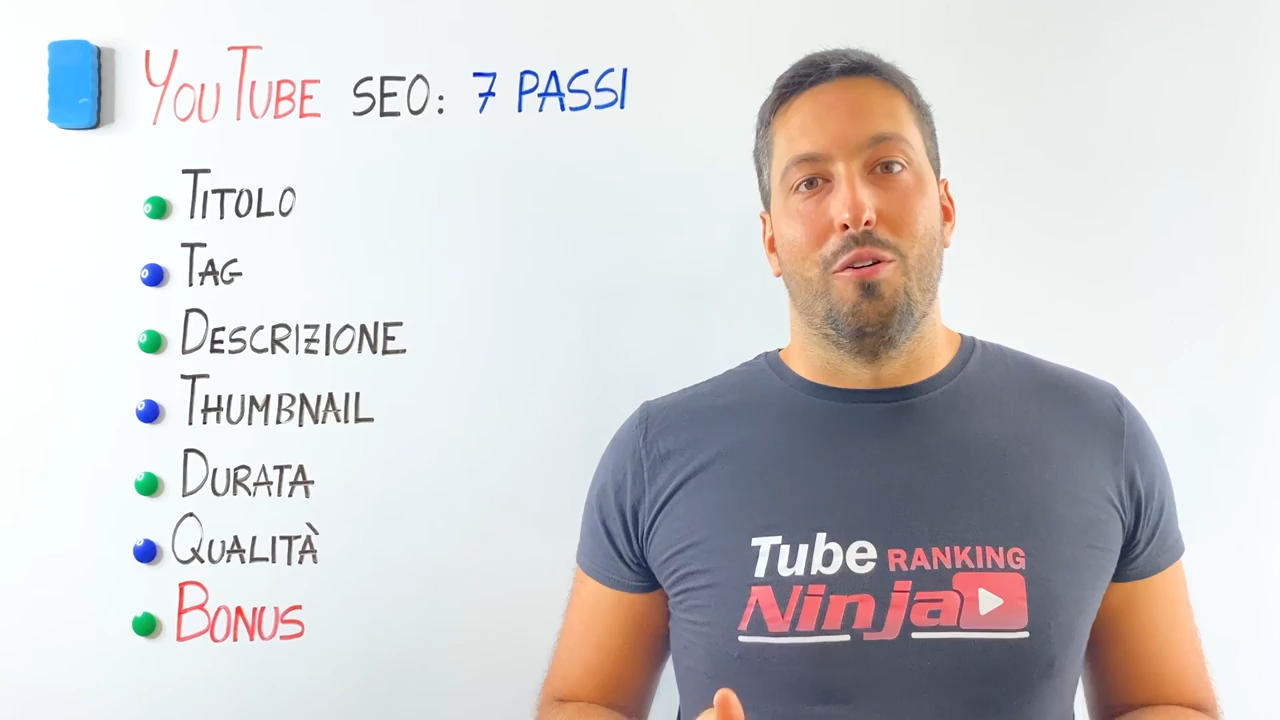 YOUTUBE SEO: 7 PASSI
TITOLO
TAG
DESCRIZIONE
THUMBNAIL
DURATA
QUALITÀ
BONUS
Tube RANKING
Ninja